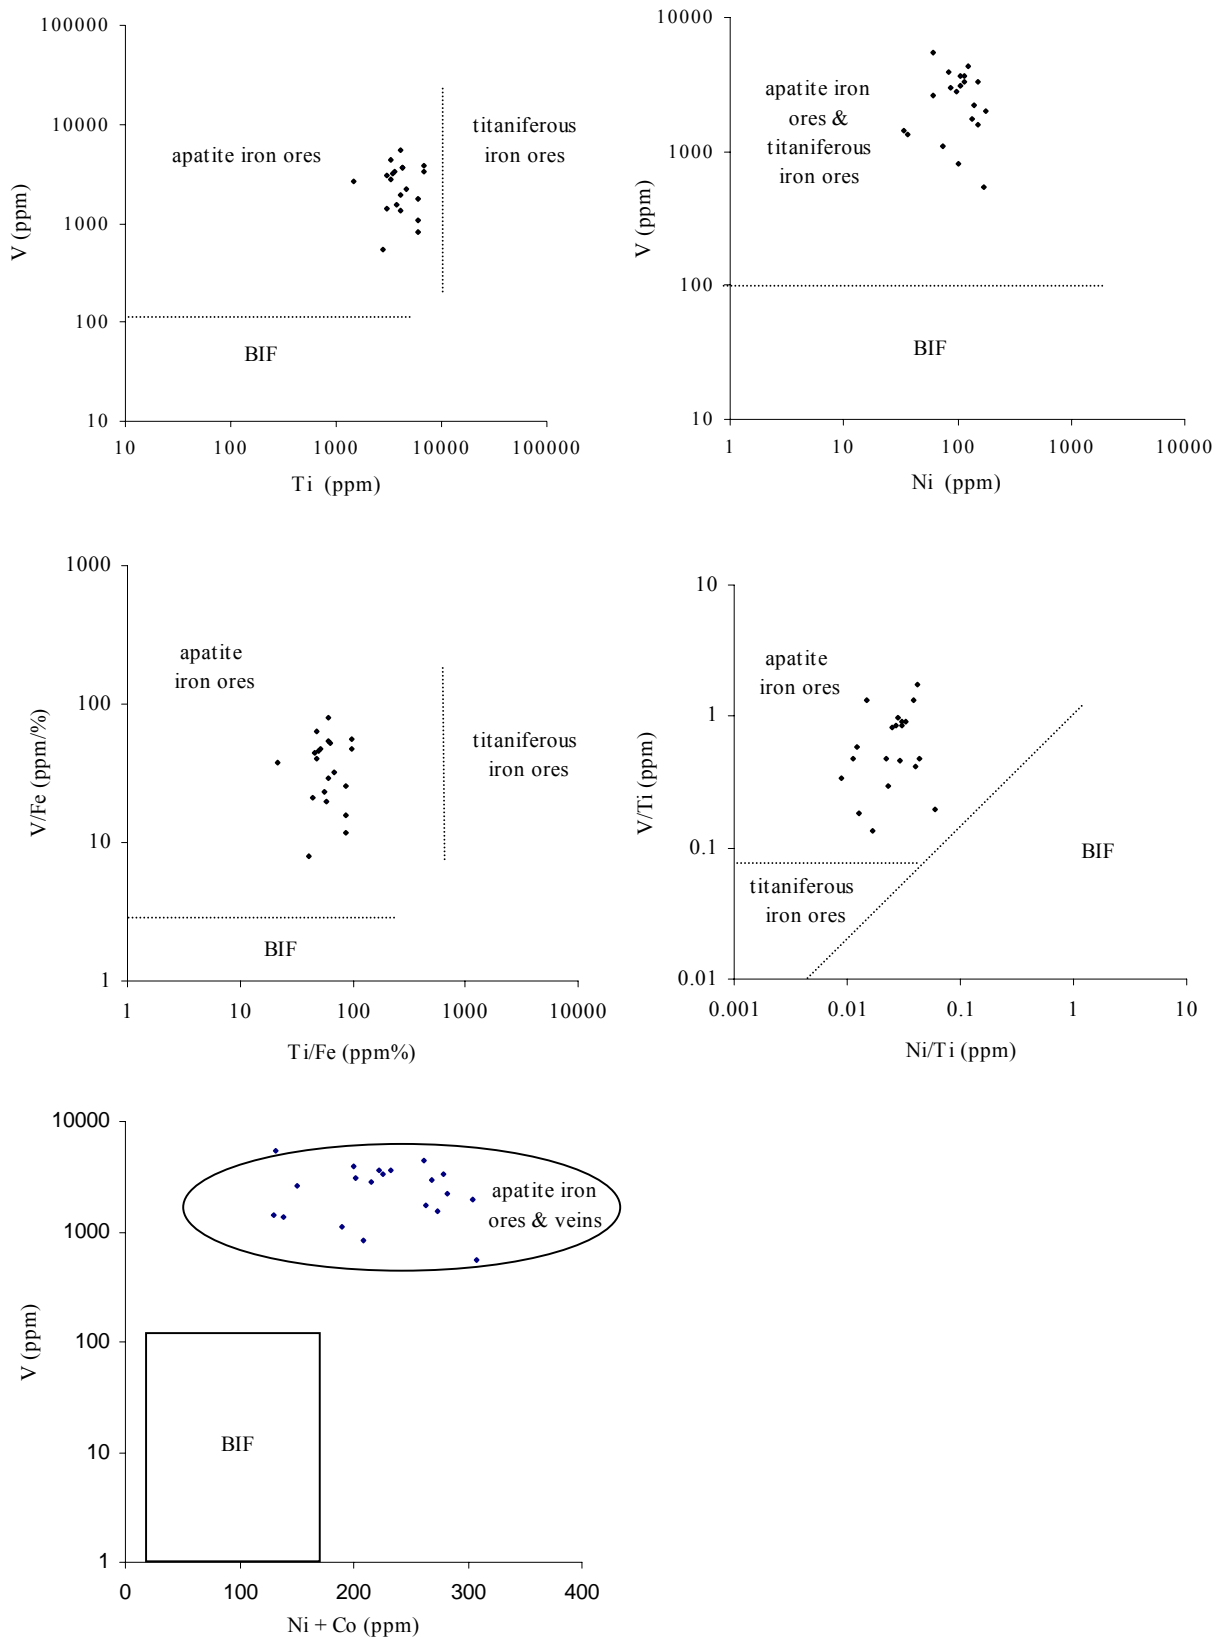 100000
10000
1000
100
10
V (ppm)
apatite iron ores
titaniferous
iron ores
BIF
10
100
1000
10000
100000
Ti (ppm)
10000
1000
100
10
V (ppm)
apatite iron
ores &
titaniferous
iron ores
BIF
1
10
100
1000
10000
Ni (ppm)
1000
100
10
1
V/Fe (ppm/%)
apatite
iron ores
titaniferous
iron ores
BIF
1
10
100
1000
10000
Ti/Fe (ppm%)
10
1
0.1
0.01
V/Ti (ppm)
apatite
iron ores
titaniferous
iron ores
BIF
0.001
0.01
0.1
1
10
Ni/Ti (ppm)
10000
1000
100
10
1
V (ppm)
apatite iron
ores & veins
BIF
0
100
200
300
400
Ni + Co (ppm)